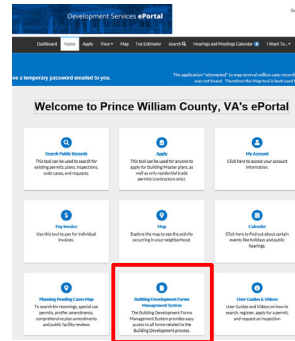 Development Services ePortal
Dashboard Home Apply View Map Fee Estimator Search Hearings and Meetings Calendar I Want To...
ve a temporary password emailed to you.
The application "attempted" to map several million case records
was not found. Therefore the Map tool is best used
Welcome to Prince William County, VA's ePortal
Search Public Records
This tool can be used to search for
existing permits, plans, inspections,
code cases, and requests.
Apply
This tool can be used for anyone to
apply for Building Master plans, as
well as only residential trade
permits (contractors only).
My Account
Click here to access your account
information.
Pay Invoice
Use this tool to pay for individual
invoices.
Map
Explore the map to see the activity
occurring in your neighborhood.
Calendar
Click here to find out about certain
events like holidays and public
hearings.
Planning Pending Cases Map
To search for rezonings, special use
permits, proffer amendments,
comprehensive plan amendments
and public facility reviews.
Building Development Forms
Management System
The Building Development Forms
Management System provides easy
access to all forms related to the
Building Development process.
User Guides & Videos
User Guides and Videos on how to
search, register, apply for a permit,
and request an inspection